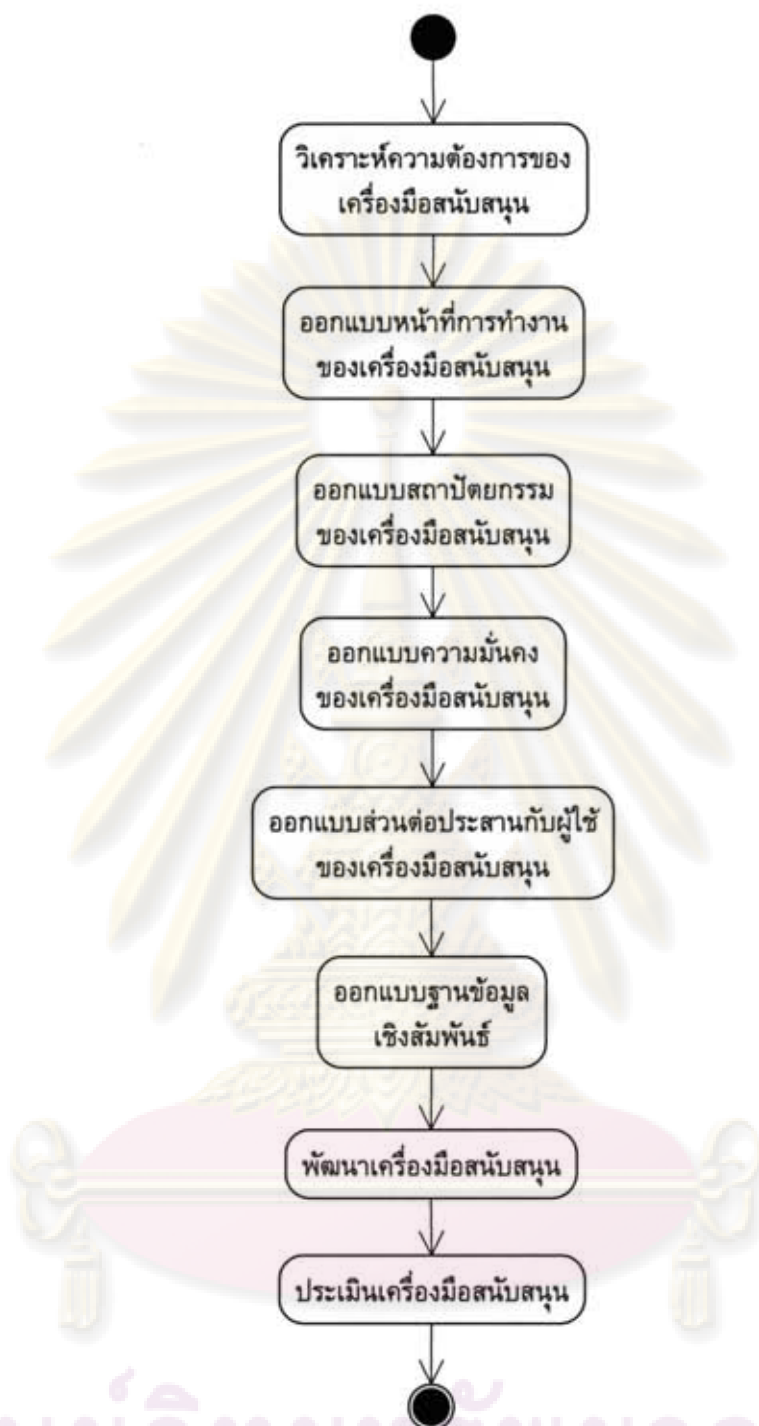 วิเคราะห์ความต้องการของ
เครื่องมือสนับสนุน
ออกแบบหน้าที่การทำงาน
ของเครื่องมือสนับสนุน
ออกแบบสถาปัตยกรรม
ของเครื่องมือสนับสนุน
ออกแบบความมั่นคง
ของเครื่องมือสนับสนุน
ออกแบบส่วนต่อประสานกับผู้ใช้
ของเครื่องมือสนับสนุน
ออกแบบฐานข้อมูล
เชิงสัมพันธ์
พัฒนาเครื่องมือสนับสนุน
ประเมินเครื่องมือสนับสนุน